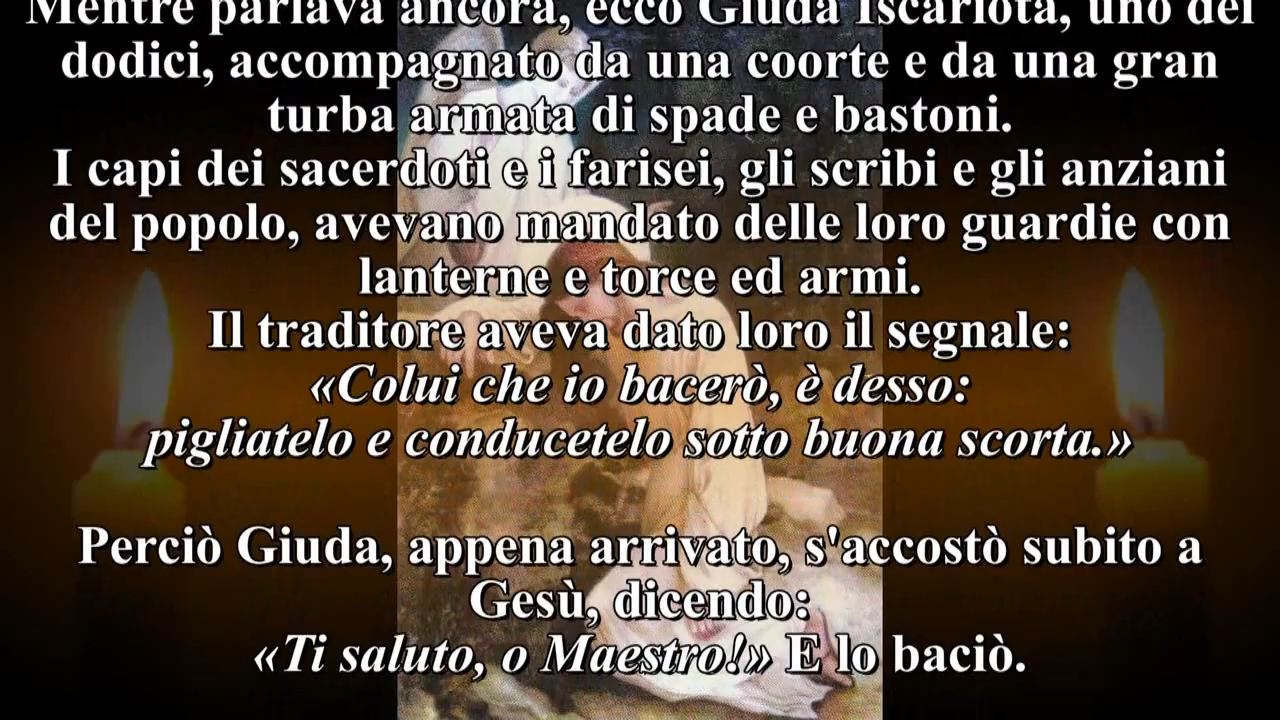 Mentre parlava ancora, ecco Giuda Iscariota, uno dei
dodici, accompagnato da una coorte e da una gran
turba armata di spade e bastoni.
I capi dei sacerdoti e i farisei, gli scribi e gli anziani
del popolo, avevano mandato delle loro guardie con
lanterne e torce ed armi.
Il traditore aveva dato loro il segnale:
«Colui che io bacerò, è desso:
pigliatelo e conducetelo sotto buona scorta.»
Perciò Giuda, appena arrivato, s'accostò subito a
Gesù, dicendo:
«Ti saluto, o Maestro!» E lo baciò.